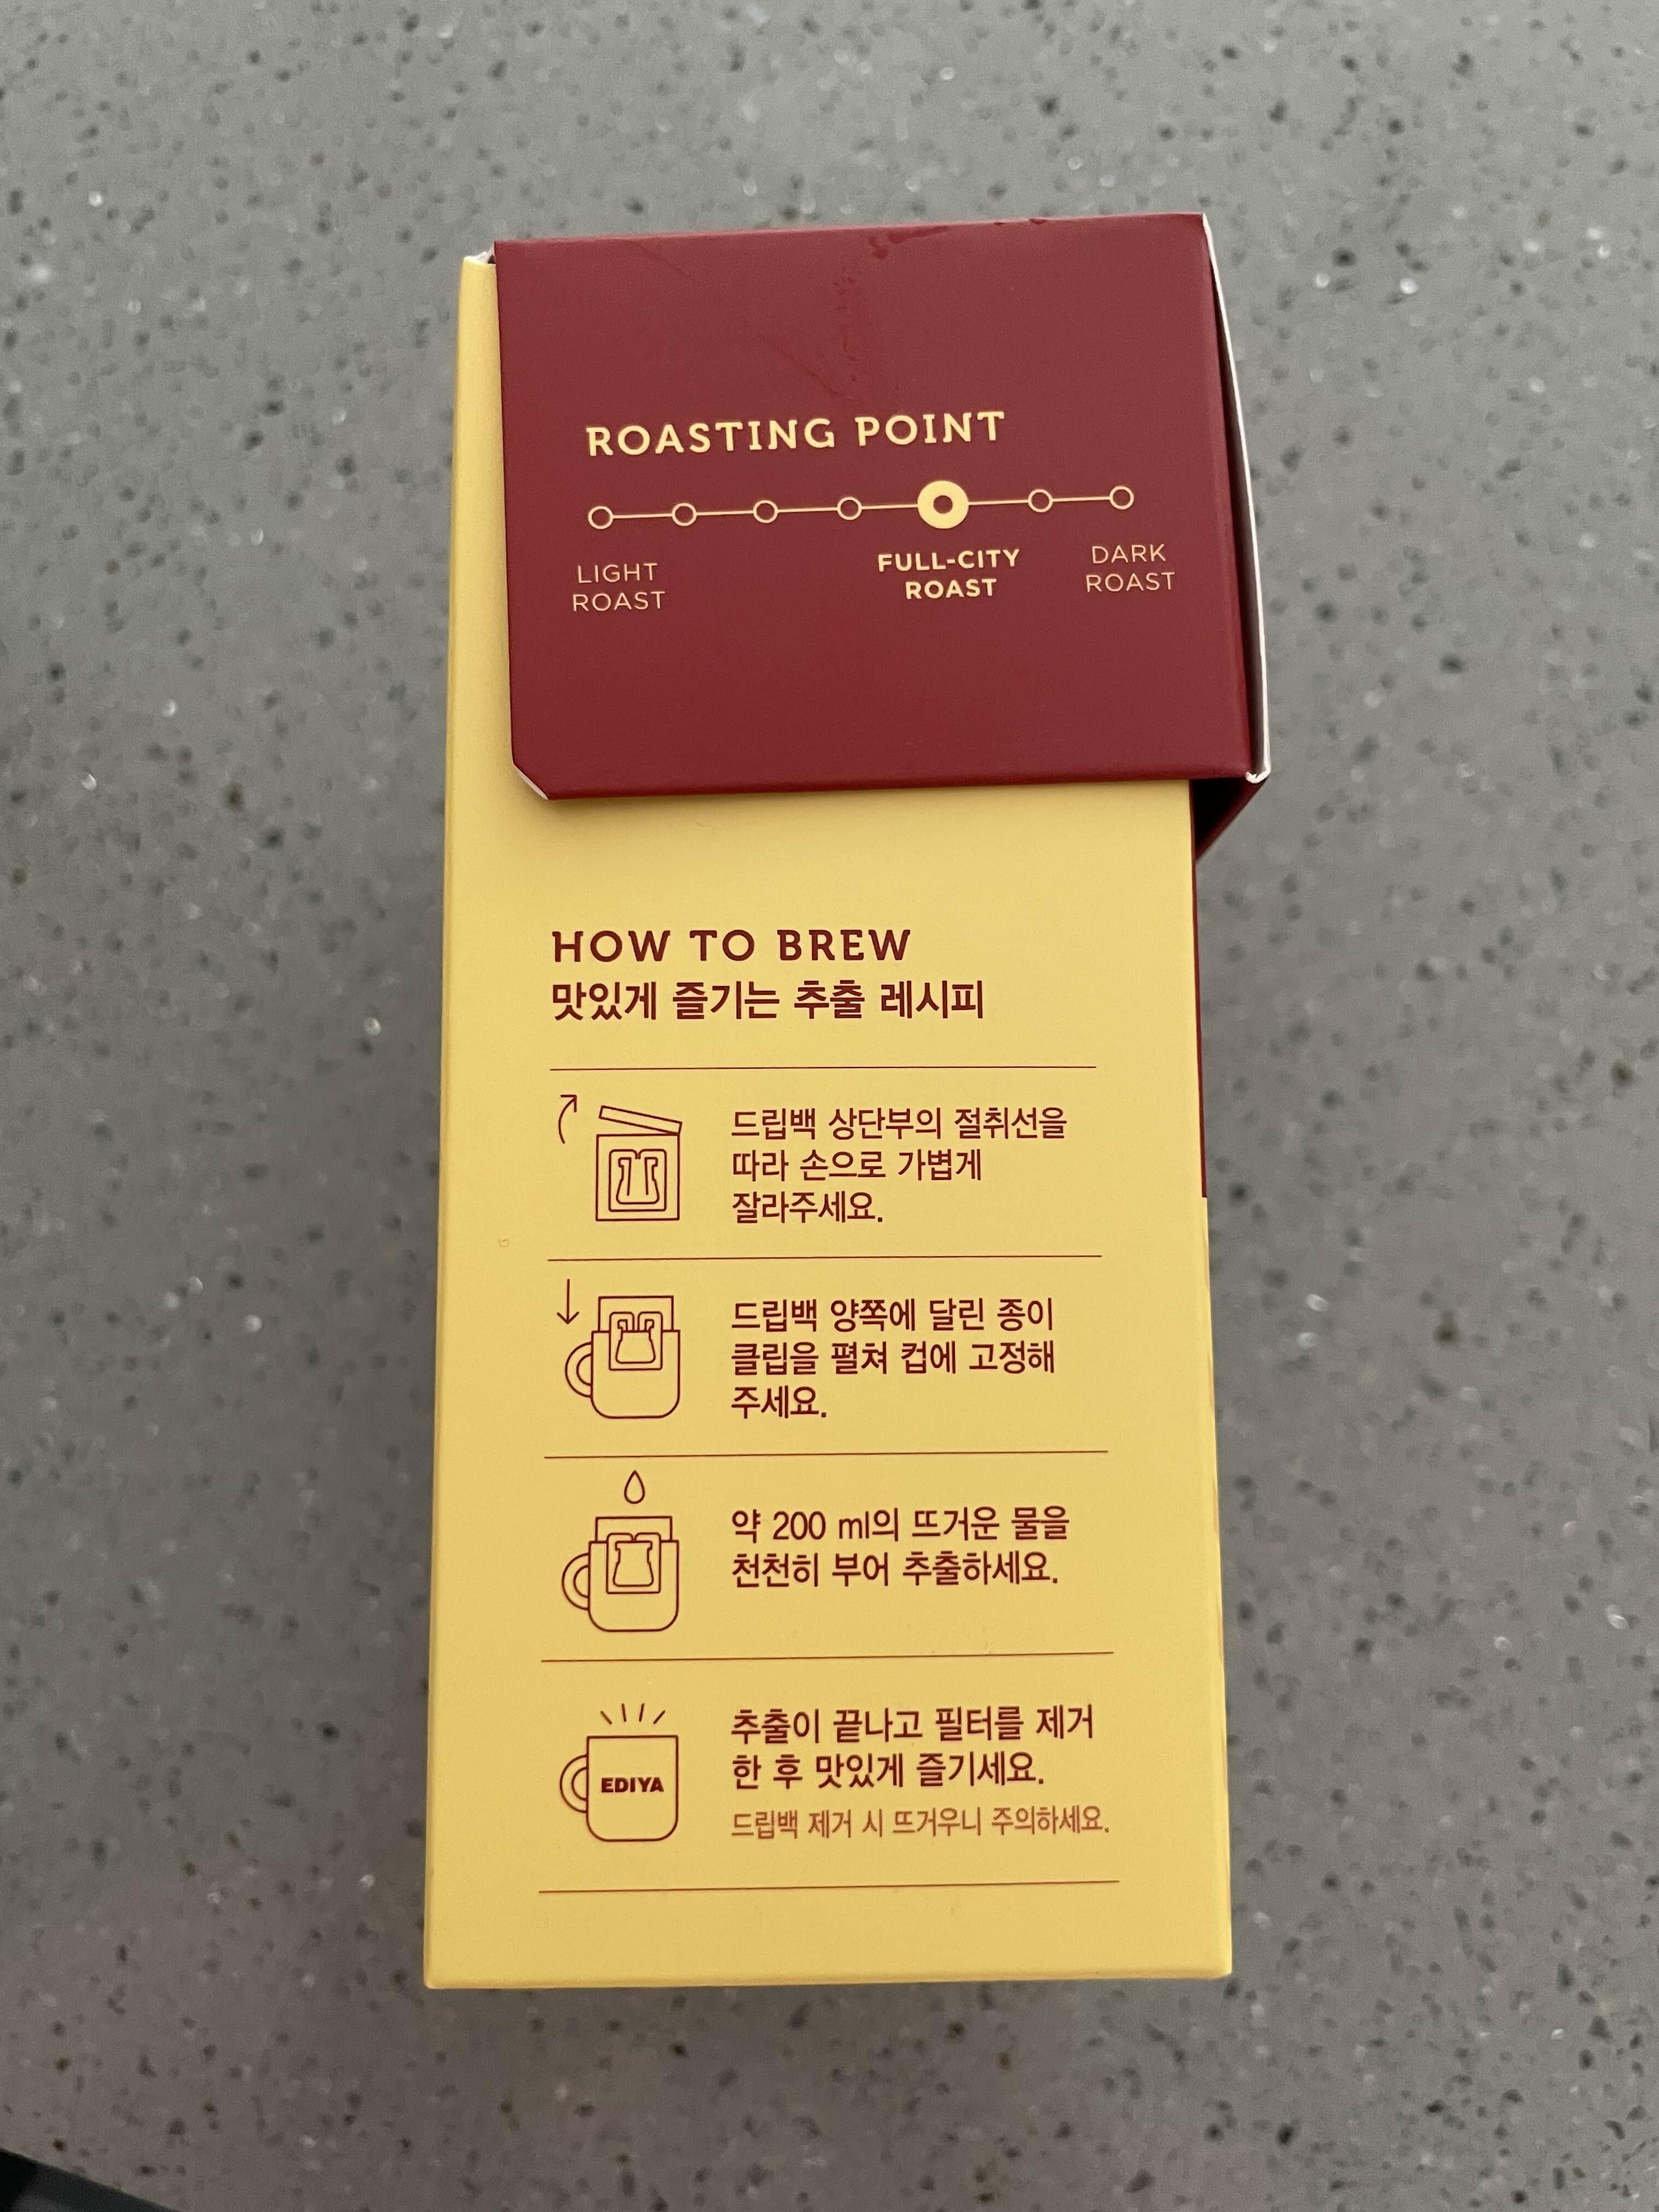 ROASTING POINT
LIGHT
ROAST
FULL-CITY
ROAST
DARK
ROAST
HOW TO BREW
맛있게 즐기는 추출 레시피
드립백 상단부의 절취선을
따라 손으로 가볍게
잘라주세요.
드립백 양쪽에 달린 종이
클립을 펼쳐 컵에 고정해
주세요.
약 200 ml의 뜨거운 물을
천천히 부어 추출하세요.
EDIYA
추출이 끝나고 필터를 제거
한 후 맛있게 즐기세요.
드립백 제거 시 뜨거우니 주의하세요.